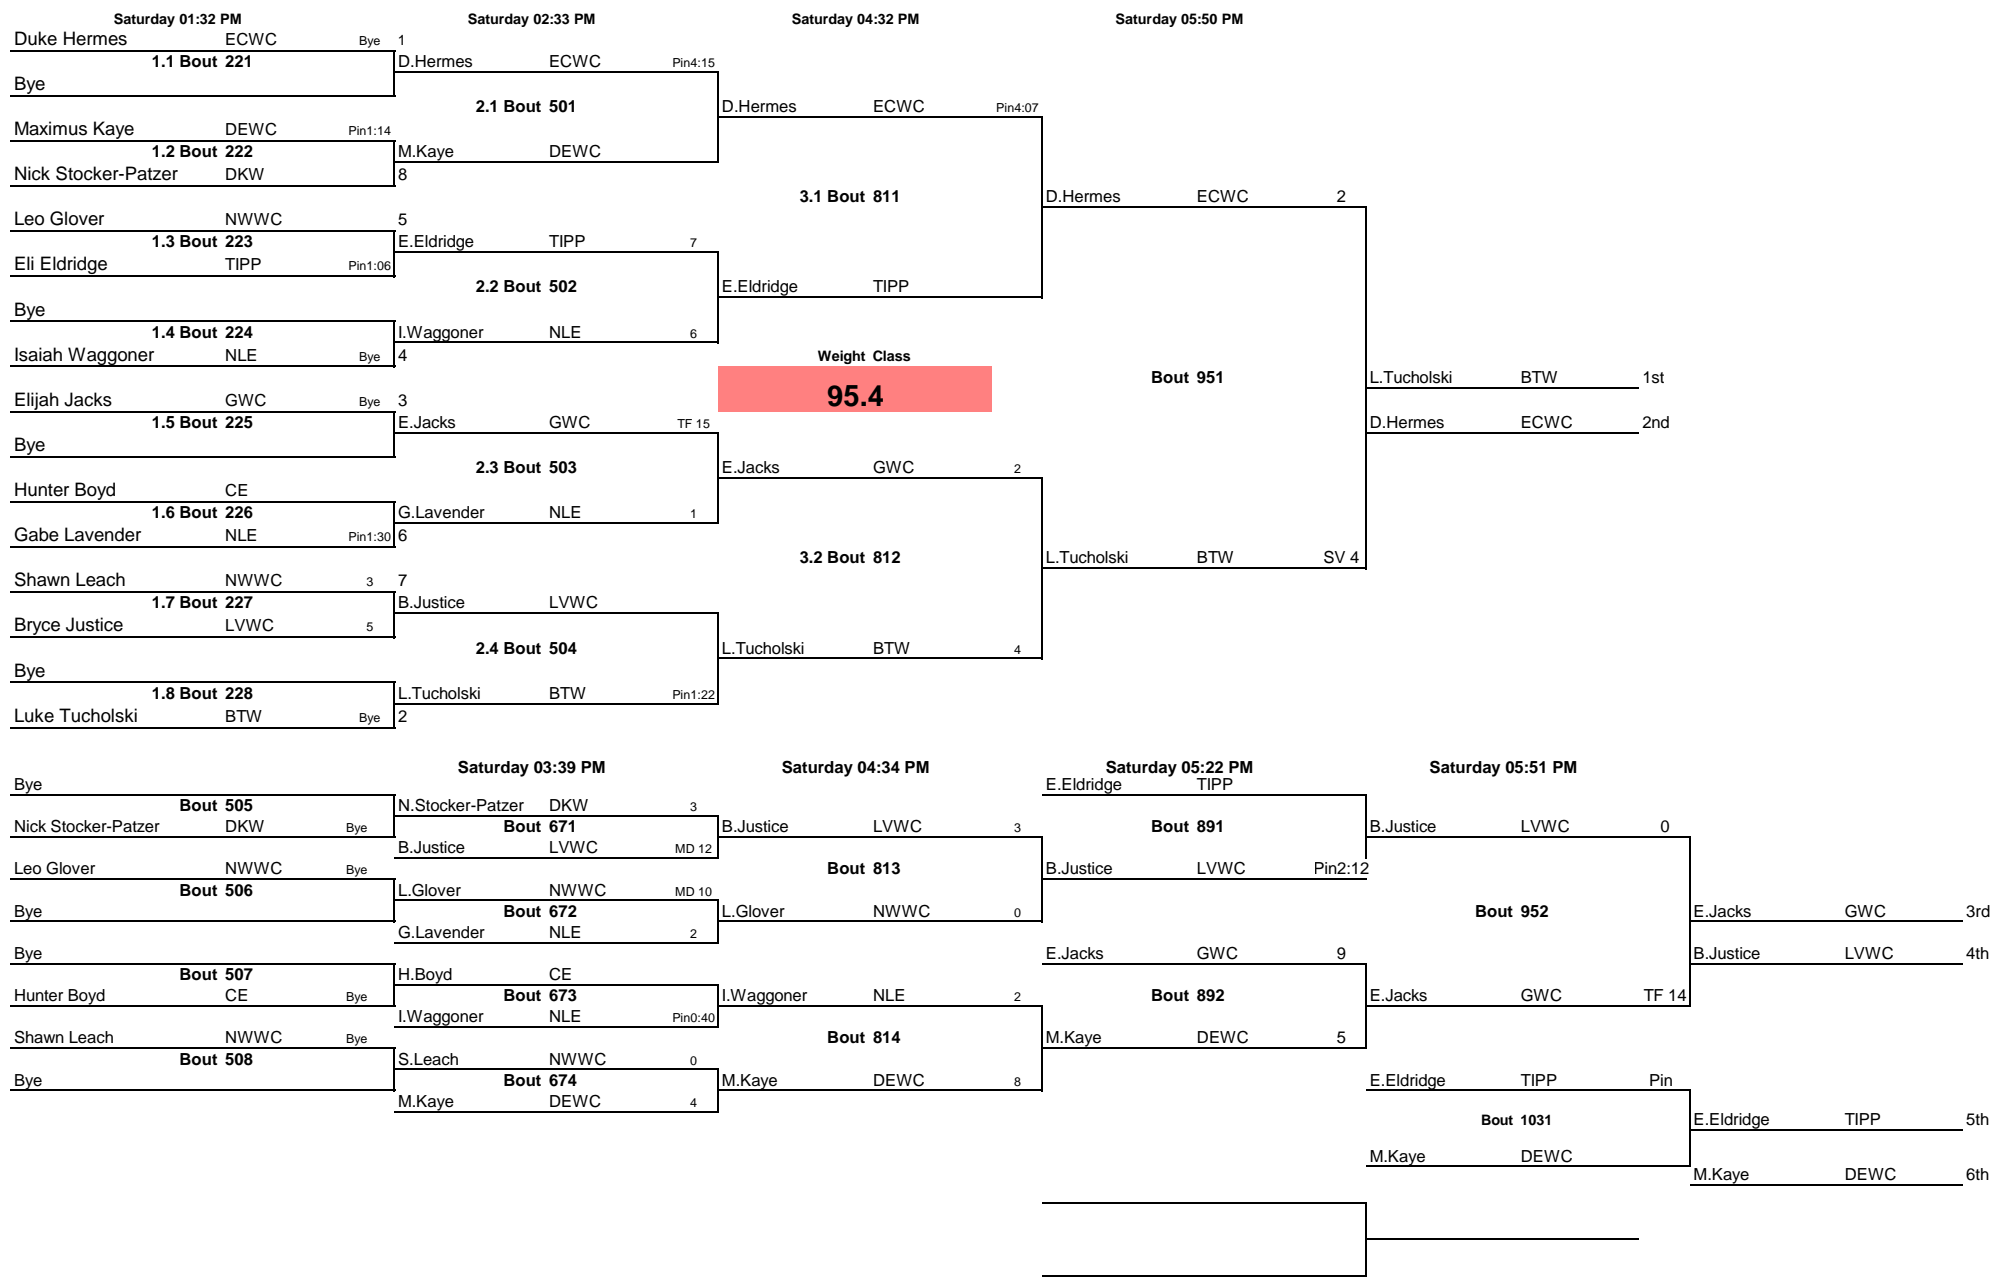 Saturday 01:32 PM Saturday 02:33 PM Saturday 04:32 PM Saturday 05:50 PM
Duke Hermes ECWC Bye 1
1.1 Bout 221 D.Hermes ECWC Pin4:15
Bye
2.1 Bout 501 D.Hermes ECWC Pin4:07
Maximus Kaye DEWC Pin1:14
1.2 Bout 222 M.Kaye DEWC
Nick Stocker-Patzer DKW 8
3.1 Bout 811 D.Hermes ECWC 2
Leo Glover NWWC 5
1.3 Bout 223 E.Eldridge TIPP 7
Eli Eldridge TIPP Pin1:06
2.2 Bout 502 E.Eldridge TIPP
Bye
1.4 Bout 224 I.Waggoner NLE 6
Isaiah Waggoner NLE Bye 4 Weight Class
Bout 951 L.Tucholski BTW 1st
Elijah Jacks GWC Bye 3 95.4
1.5 Bout 225 E.Jacks GWC TF 15 D.Hermes ECWC 2nd
Bye
2.3 Bout 503 E.Jacks GWC 2
Hunter Boyd CE
1.6 Bout 226 G.Lavender NLE 1
Gabe Lavender NLE Pin1:30 6
3.2 Bout 812 L.Tucholski BTW SV 4
Shawn Leach NWWC 3 7
1.7 Bout 227 B.Justice LVWC
Bryce Justice LVWC 5
2.4 Bout 504 L.Tucholski BTW 4
Bye
1.8 Bout 228 L.Tucholski BTW Pin1:22
Luke Tucholski BTW Bye 2
Saturday 03:39 PM Saturday 04:34 PM Saturday 05:22 PM Saturday 05:51 PM
Bye E.Eldridge TIPP
Bout 505 N.Stocker-Patzer DKW 3
Nick Stocker-Patzer DKW Bye Bout 671 B.Justice LVWC 3 Bout 891 B.Justice LVWC 0
B.Justice LVWC MD 12
Leo Glover NWWC Bye Bout 813 B.Justice LVWC Pin2:12
Bout 506 L.Glover NWWC MD 10
Bye Bout 672 L.Glover NWWC 0 Bout 952 E.Jacks GWC 3rd
G.Lavender NLE 2
Bye E.Jacks GWC 9 B.Justice LVWC 4th
Bout 507 H.Boyd CE
Hunter Boyd CE Bye Bout 673 I.Waggoner NLE 2 Bout 892 E.Jacks GWC TF 14
I.Waggoner NLE Pin0:40
Shawn Leach NWWC Bye Bout 814 M.Kaye DEWC 5
Bout 508 S.Leach NWWC 0
Bye Bout 674 M.Kaye DEWC 8 E.Eldridge TIPP Pin
M.Kaye DEWC 4
Bout 1031 E.Eldridge TIPP 5th
M.Kaye DEWC
M.Kaye DEWC 6th